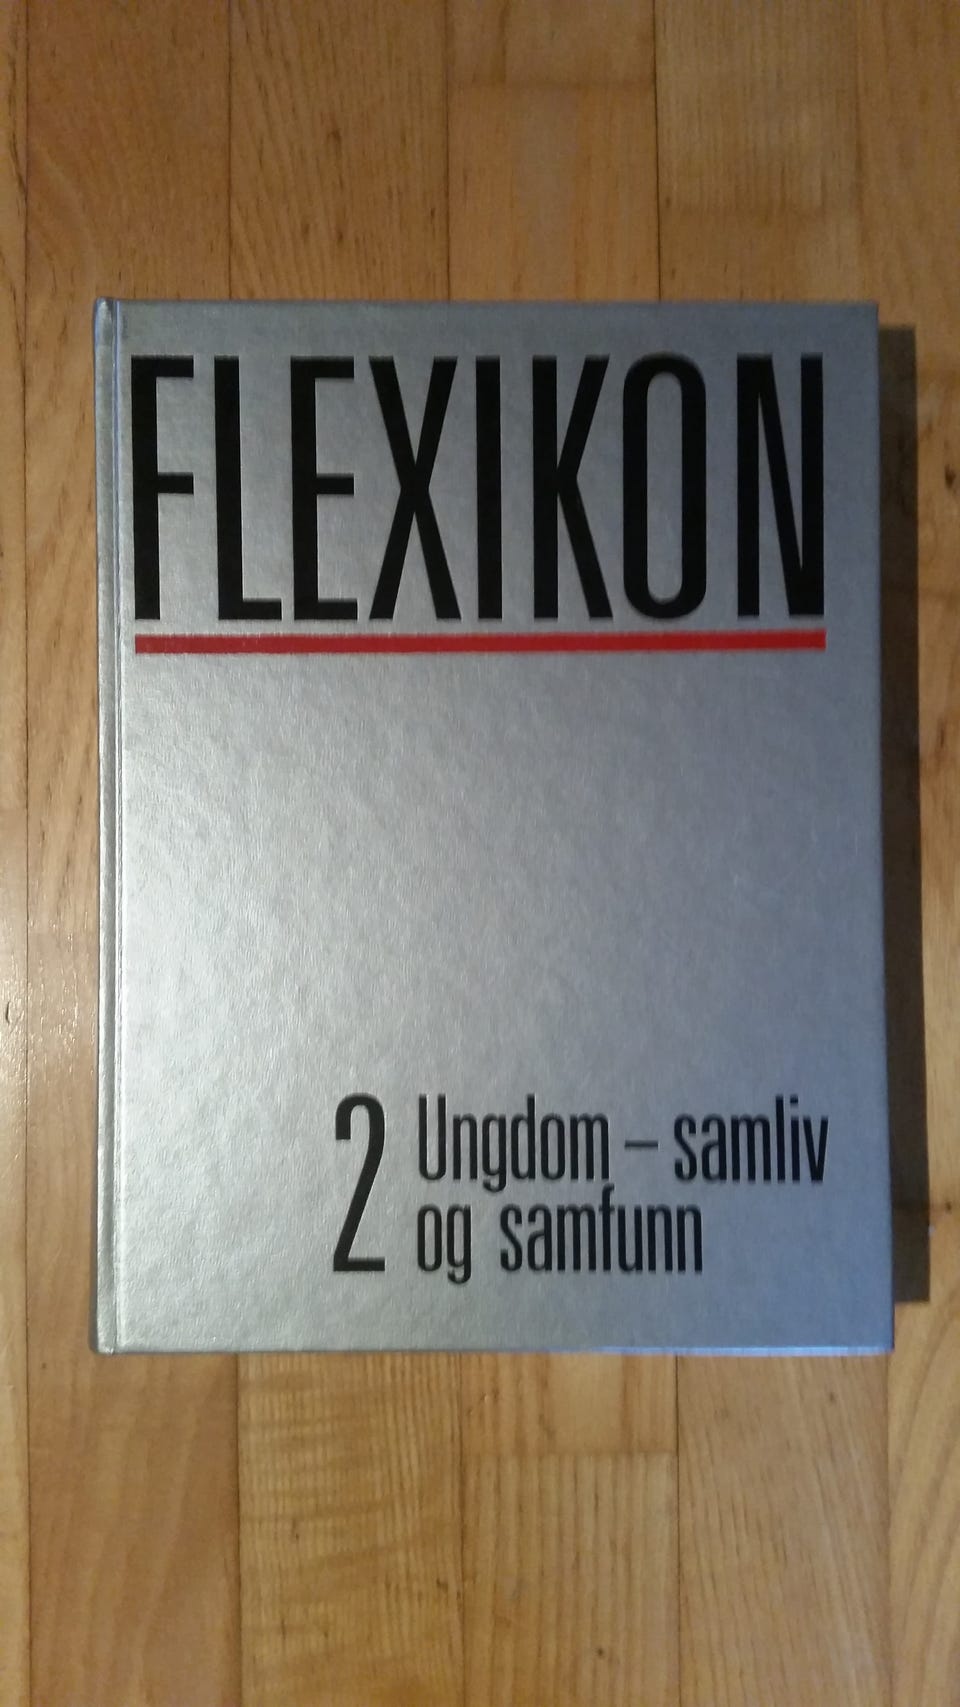 FLEXIKON
2 Ungdom – samliv
og samfunn